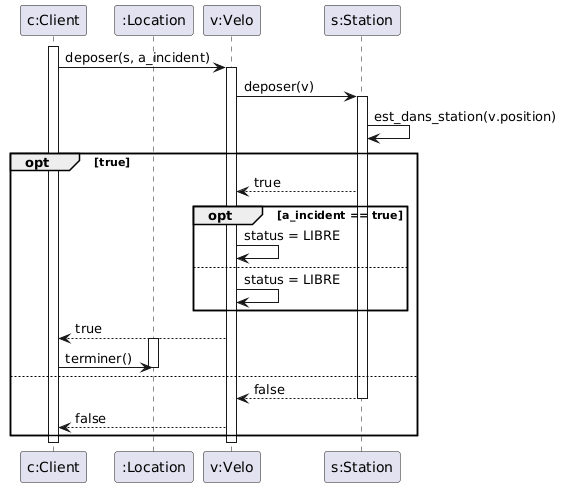 c:Client :Location v:Velo s:Station
deposer(s, a_incident)
deposer(v)
est_dans_station(v.position)
opt [true]
true
opt [a_incident == true]
status = LIBRE
status = LIBRE
true
terminer()
false
false
c:Client :Location v:Velo s:Station